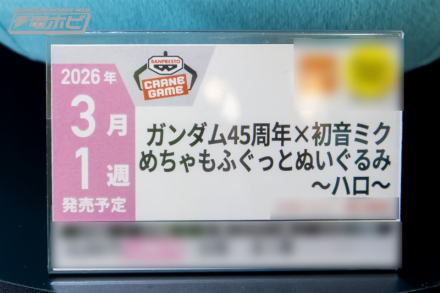 電ホビ
2026年
3月
1週
発売予定
BANPRESTO
CRANE
GAME
ガンダム45周年×初音ミク
めちゃもふぐっとぬいぐるみ
～ハロ～